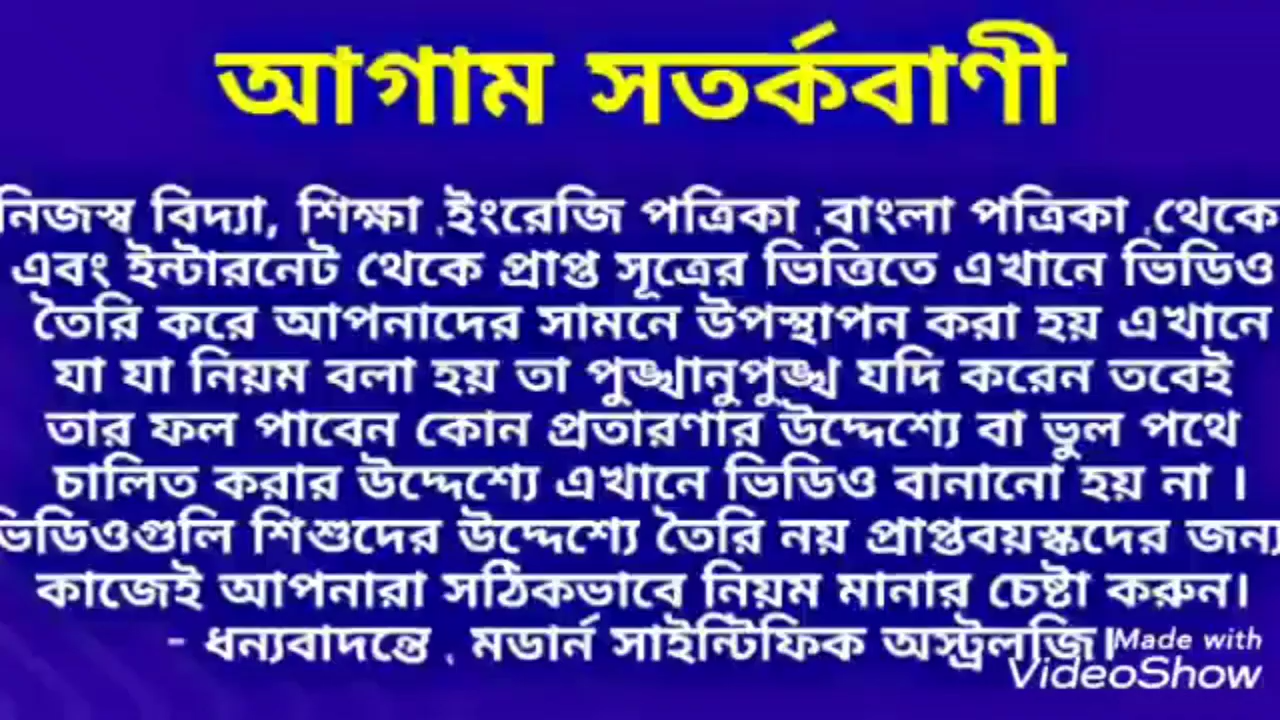 আগাম সতর্কবাণী
নিজস্ব বিদ্যা, শিক্ষা ,ইংরেজি পত্রিকা ,বাংলা পত্রিকা ,থেকে
এবং ইন্টারনেট থেকে প্রাপ্ত সূত্রের ভিত্তিতে এখানে ভিডিও
তৈরি করে আপনাদের সামনে উপস্থাপন করা হয় এখানে
যা যা নিয়ম বলা হয় তা পুঙ্খানুপুঙ্খ যদি করেন তবেই
তার ফল পাবেন কোন প্রতারণার উদ্দেশ্যে বা ভুল পথে
চালিত করার উদ্দেশ্যে এখানে ভিডিও বানানো হয় না ।
ভিডিওগুলি শিশুদের উদ্দেশ্যে তৈরি নয় প্রাপ্তবয়স্কদের জন্য
কাজেই আপনারা সঠিকভাবে নিয়ম মানার চেষ্টা করুন।
- ধন্যবাদন্তে , মডার্ন সাইন্টিফিক অস্ট্রলজি।
Made with
VideoShow